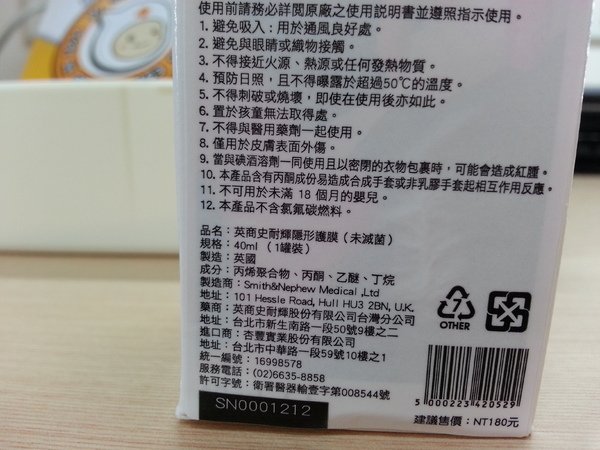 使用前請務必詳閱原廠之使用說明書並遵照指示使用。
1. 避免吸入：用於通風良好處。
2. 避免與眼睛或織物接觸。
3. 不得接近火源、熱源或任何發熱物質。
4. 預防日照，且不得曝露於超過50℃的溫度。
5. 不得刺破或燒壞，即使在使用後亦如此。
6. 置於孩童無法取得處。
7. 不得與醫用藥劑一起使用。
8. 僅用於皮膚表面外傷。
9. 當與碘酒溶劑一同使用且以密閉的衣物包裹時，可能會造成紅腫。
10. 本產品含有丙酮成份易造成合成手套或非乳膠手套起相互作用反應。
11. 不可用於未滿 18 個月的嬰兒。
12. 本產品不含氯氟碳燃料。
品名：英商史耐輝隱形護膜（未滅菌）
規格：40ml （1罐裝）
製造：英國
成分：丙烯聚合物、丙酮、乙醚、丁烷
製造商：Smith&Nephew Medical ,Ltd
地址：101 Hessle Road, Hull HU3 2BN, U.K.
藥商：英商史耐輝股份有限公司台灣分公司
地址：台北市新生南路一段50號9樓之二
進口商：杏豐實業股份有限公司
地址：台北市中華路一段59號10樓之1
統一編號：16998578
服務電話：(02)6635-8858
許可字號：衛署醫器輸壹字第008544號
SN0001212
7
OTHER
5 000223 420529
建議售價：NT180元